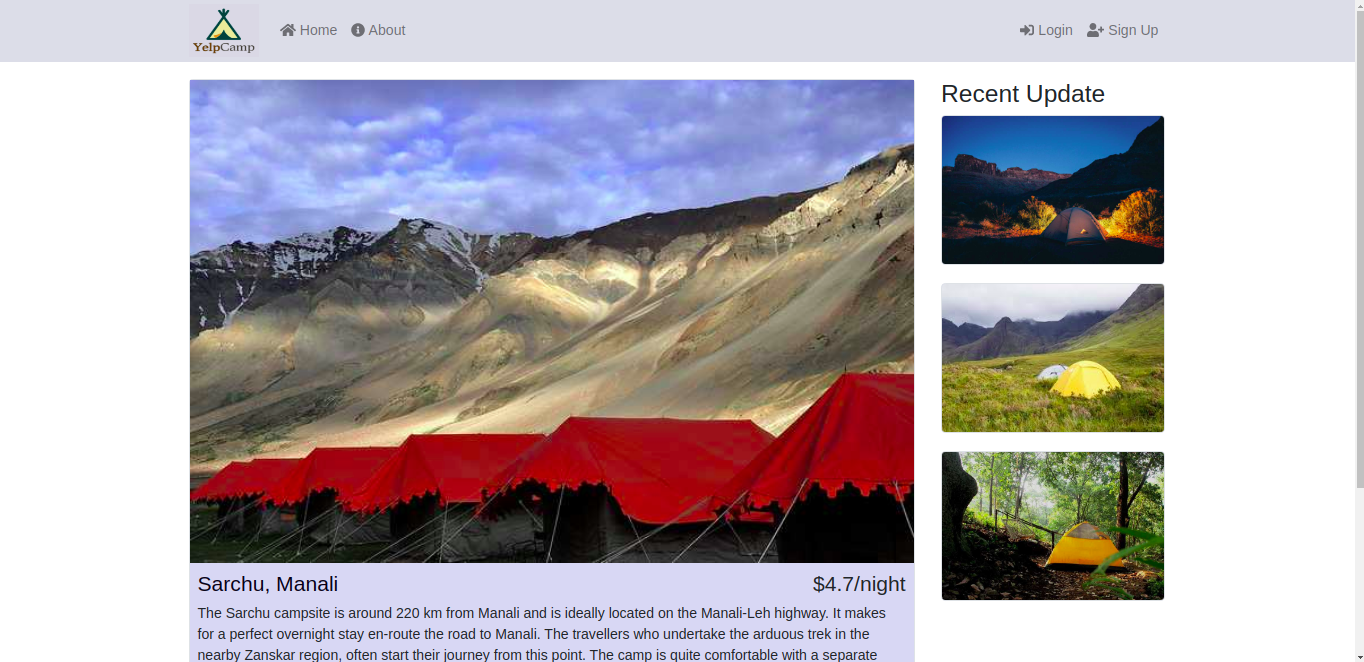 YelpCamp
Home
About
Login
Sign Up
Recent Update
Sarchu, Manali
$4.7/night
The Sarchu campsite is around 220 km from Manali and is ideally located on the Manali-Leh highway. It makes
for a perfect overnight stay en-route the road to Manali. The travellers who undertake the arduous trek in the
nearby Zanskar region, often start their journey from this point. The camp is quite comfortable with a separate